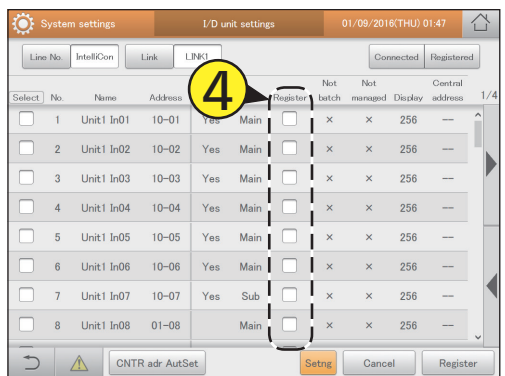 System settings I/D unit settings 01/09/2016(THU) 01:47
Line No. IntelliCon Link LINK1 Connected Registered
4
Select No. Name Address Register Not batch Not managed Display Central address 1/4
1 Unit1 In01 10-01 Yes Main × × 256 --
2 Unit1 In02 10-02 Yes Main × × 256 --
3 Unit1 In03 10-03 Yes Main × × 256 --
4 Unit1 In04 10-04 Yes Main × × 256 --
5 Unit1 In05 10-05 Yes Main × × 256 --
6 Unit1 In06 10-06 Yes Main × × 256 --
7 Unit1 In07 10-07 Yes Sub × × 256 --
8 Unit1 In08 01-08 Main × × 256 --
CNTR adr AutSet Setng Cancel Register